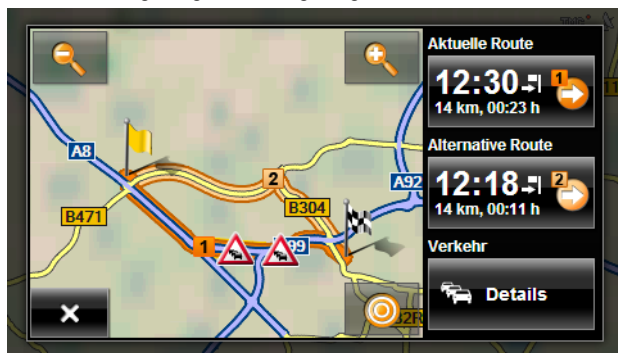 Aktuelle Route
12:30
1
14 km, 00:23 h
Alternative Route
12:18
2
14 km, 00:11 h
Verkehr
Details
A8
2
A92
B304
B471
1
99